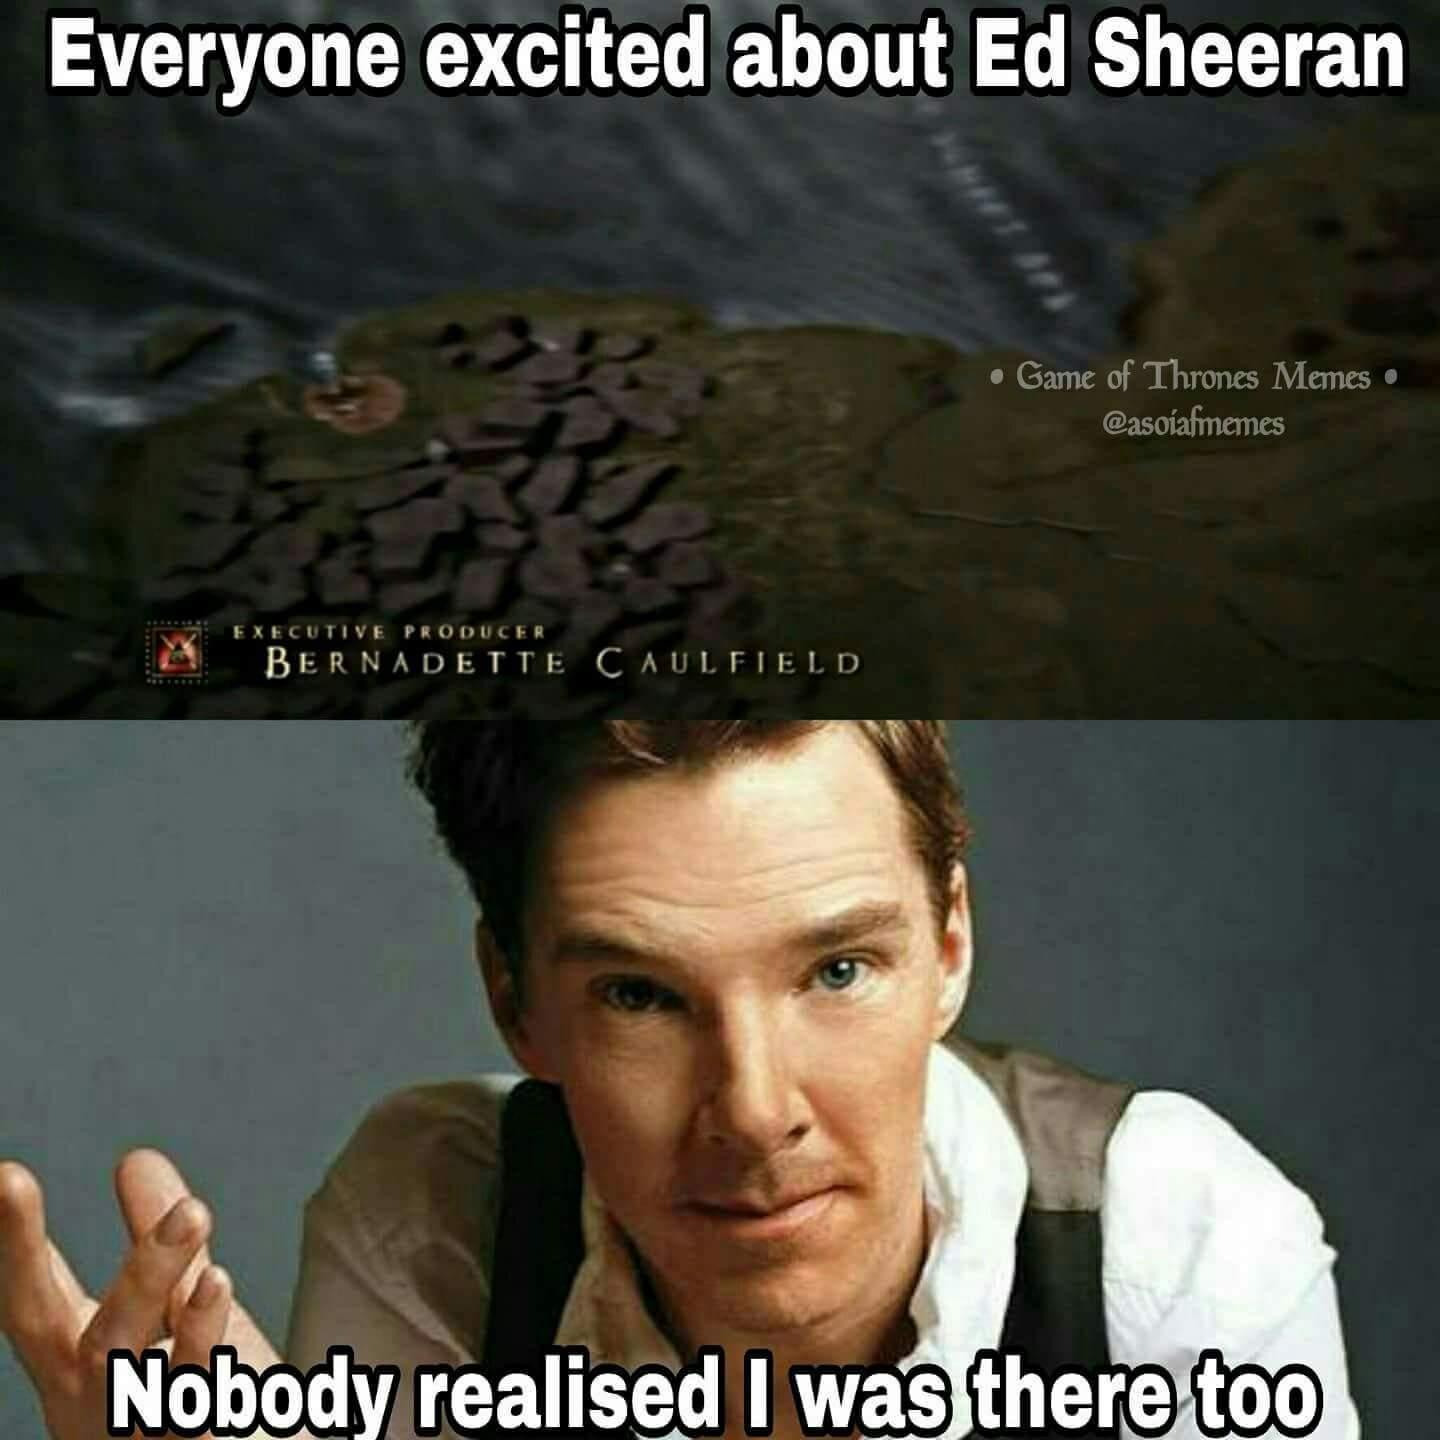 Everyone excited about Ed Sheeran
• Game of Thrones Memes •
@asoiafmemes
EXECUTIVE PRODUCER
BERNADETTE CAULFIELD
Nobody realised I was there too